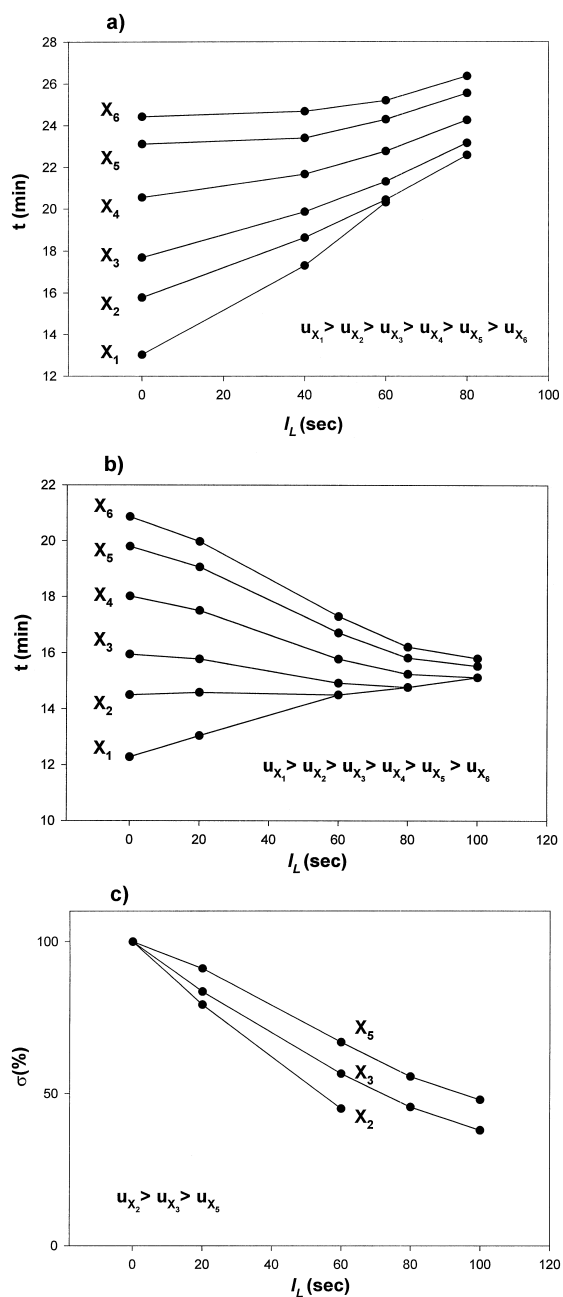 a)
28
26
24
22
20
18
16
14
12
t (min)
X6
X5
X4
X3
X2
X1
uX1 > uX2 > uX3 > uX4 > uX5 > uX6
0 20 40 60 80 100
lL (sec)
b)
22
20
18
16
14
12
10
t (min)
X6
X5
X4
X3
X2
X1
uX1 > uX2 > uX3 > uX4 > uX5 > uX6
0 20 40 60 80 100 120
lL (sec)
c)
100
50
0
σ(%)
X5
X3
X2
uX2 > uX3 > uX5
0 20 40 60 80 100 120
lL (sec)